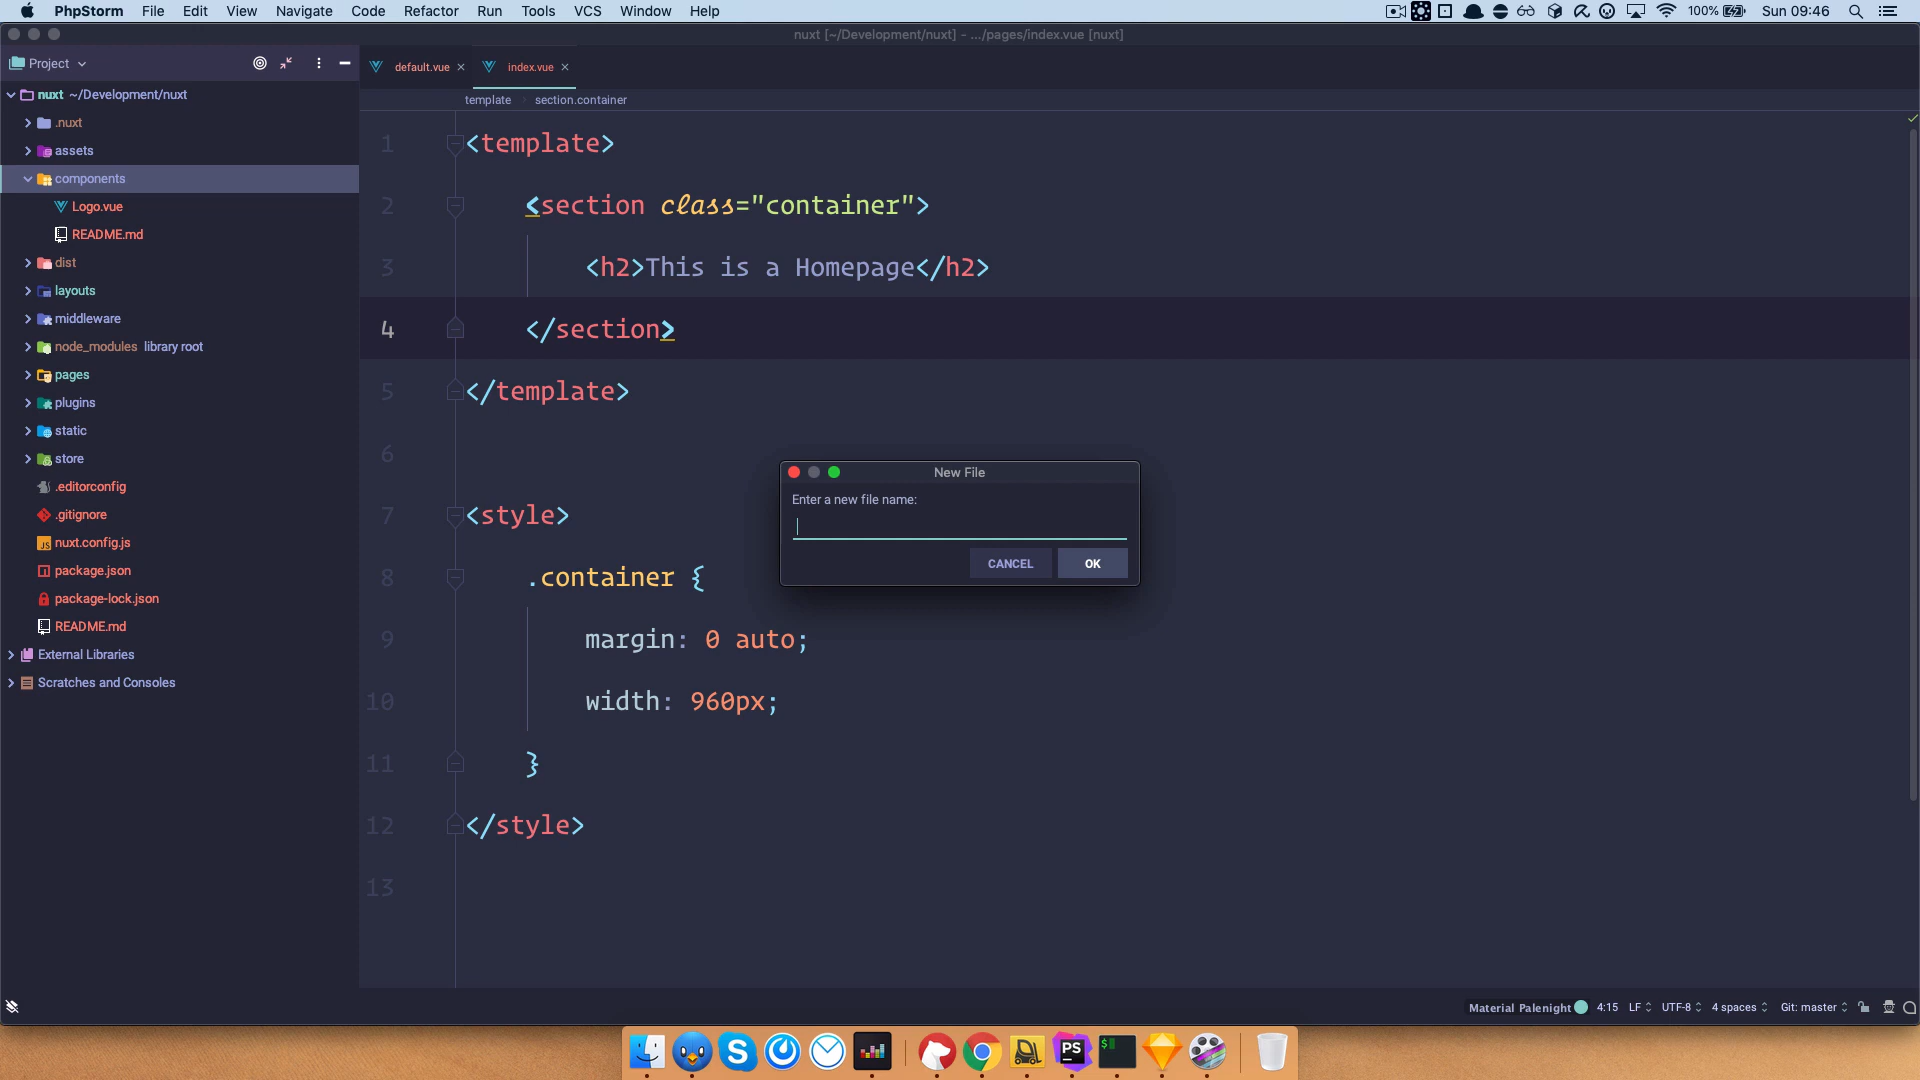 PhpStorm File Edit View Navigate Code Refactor Run Tools VCS Window Help 100% Sun 09:46
nuxt [~/Development/nuxt] - .../pages/index.vue [nuxt]
Project
default.vue
index.vue
template section.container
nuxt ~/Development/nuxt
.nuxt
assets
components
Logo.vue
README.md
dist
layouts
middleware
node_modules library root
pages
plugins
static
store
.editorconfig
.gitignore
nuxt.config.js
package.json
package-lock.json
README.md
External Libraries
Scratches and Consoles
1 <template>
2 <section class="container">
3 <h2>This is a Homepage</h2>
4 </section>
5 </template>
6
7 <style>
8 .container {
9 margin: 0 auto;
10 width: 960px;
11 }
12 </style>
13
New File
Enter a new file name:
CANCEL OK
Material Palenight 4:15 LF UTF-8 4 spaces Git: master
PS
$